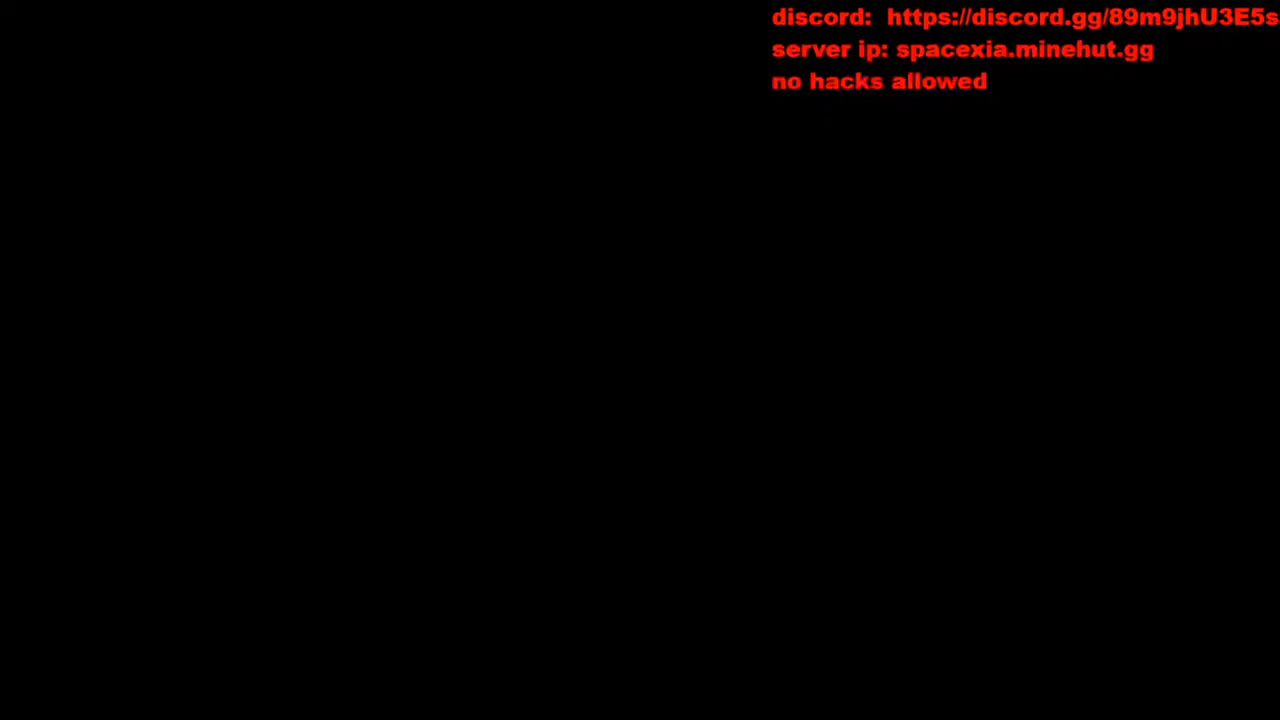 discord:  https://discord.gg/89m9jhU3E5s
server ip: spacexia.minehut.gg
no hacks allowed